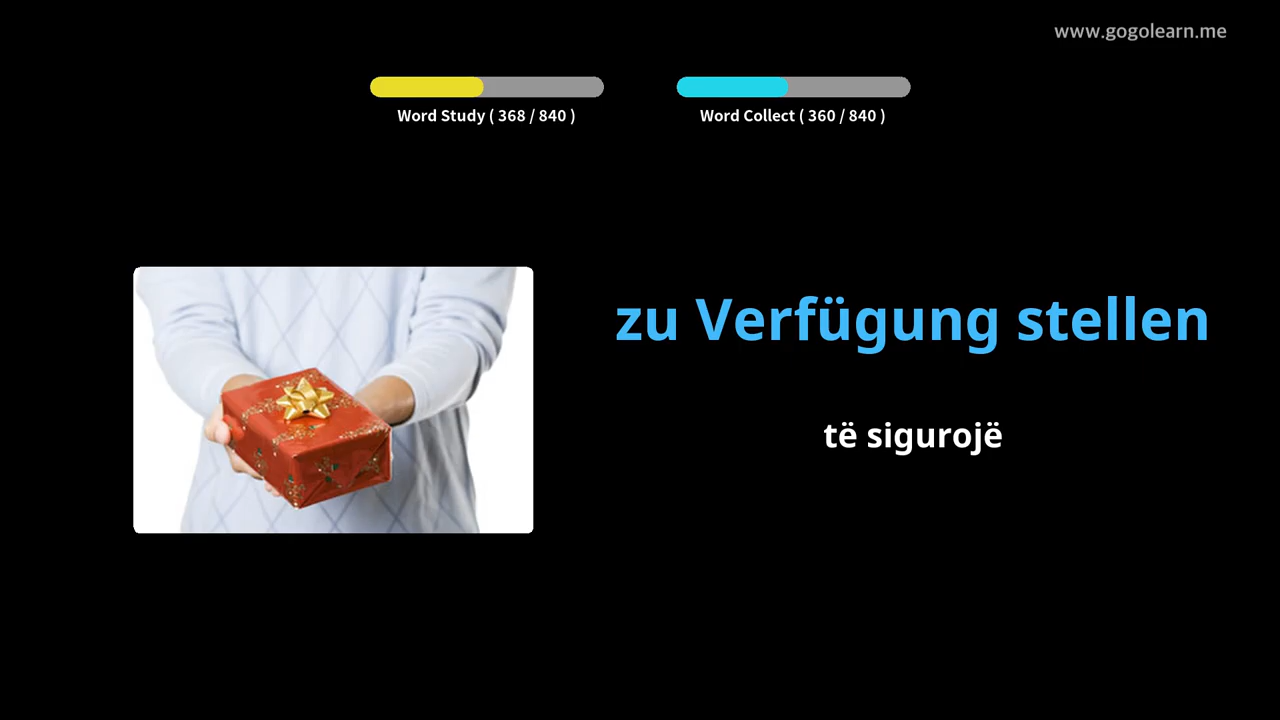 www.gogolearn.me
Word Study ( 368 / 840 )
Word Collect ( 360 / 840 )
zu Verfügung stellen
të sigurojë